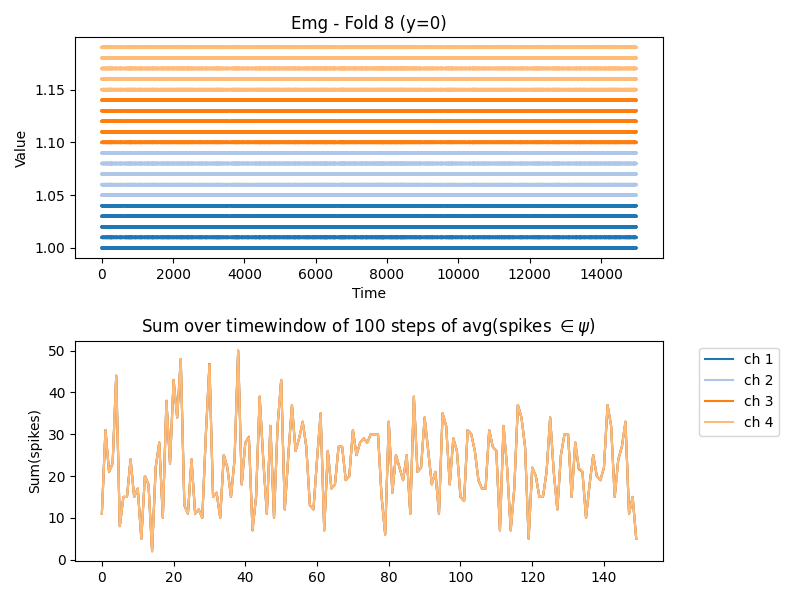 Emg - Fold 8 (y=0)
Value
1.15
1.10
1.05
1.00
0 2000 4000 6000 8000 10000 12000 14000
Time
Sum over timewindow of 100 steps of avg(spikes ∈ ψ)
Sum(spikes)
50
40
30
20
10
0
0 20 40 60 80 100 120 140
ch 1
ch 2
ch 3
ch 4